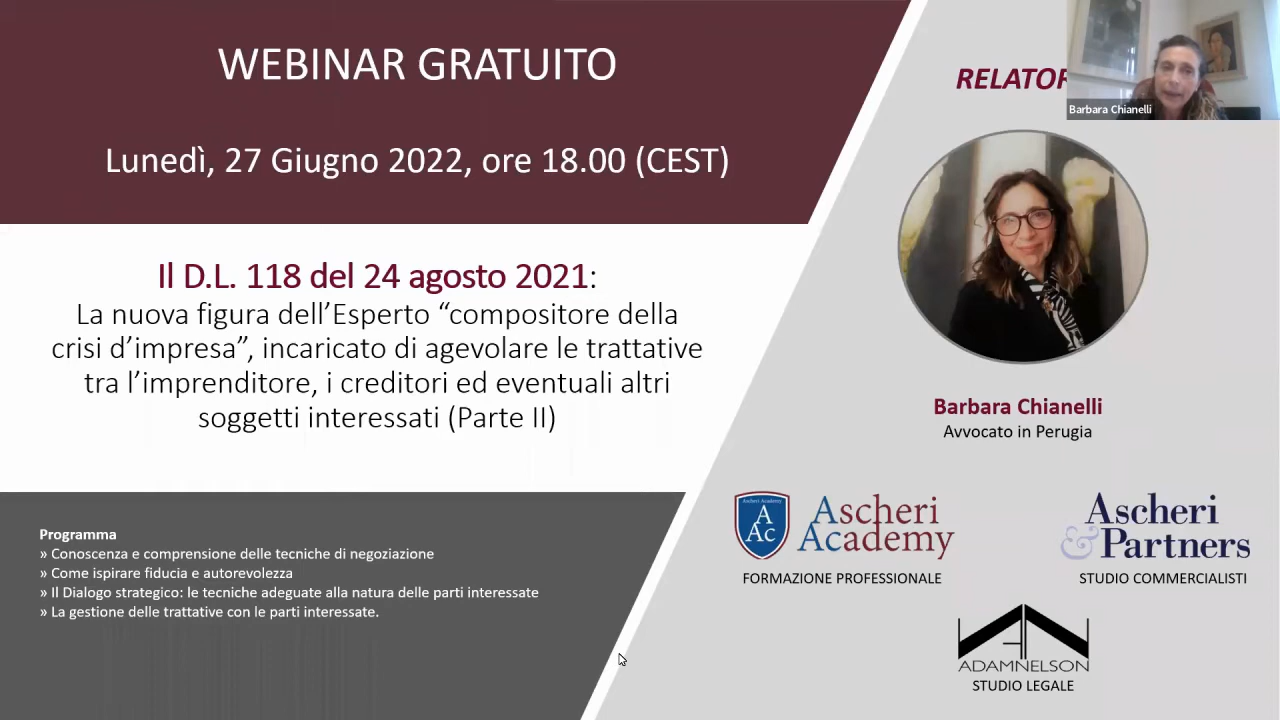 WEBINAR GRATUITO
Lunedì, 27 Giugno 2022, ore 18.00 (CEST)
Il D.L. 118 del 24 agosto 2021:
La nuova figura dell’Esperto “compositore della
crisi d’impresa”, incaricato di agevolare le trattative
tra l’imprenditore, i creditori ed eventuali altri
soggetti interessati (Parte II)
Programma
» Conoscenza e comprensione delle tecniche di negoziazione
» Come ispirare fiducia e autorevolezza
» Il Dialogo strategico: le tecniche adeguate alla natura delle parti interessate
» La gestione delle trattative con le parti interessate.
RELATOR
Barbara Chianelli
Barbara Chianelli
Avvocato in Perugia
Ascheri Academy
A
Ac
Ascheri
Academy
FORMAZIONE PROFESSIONALE
Ascheri
& Partners
STUDIO COMMERCIALISTI
ADAMNELSON
STUDIO LEGALE